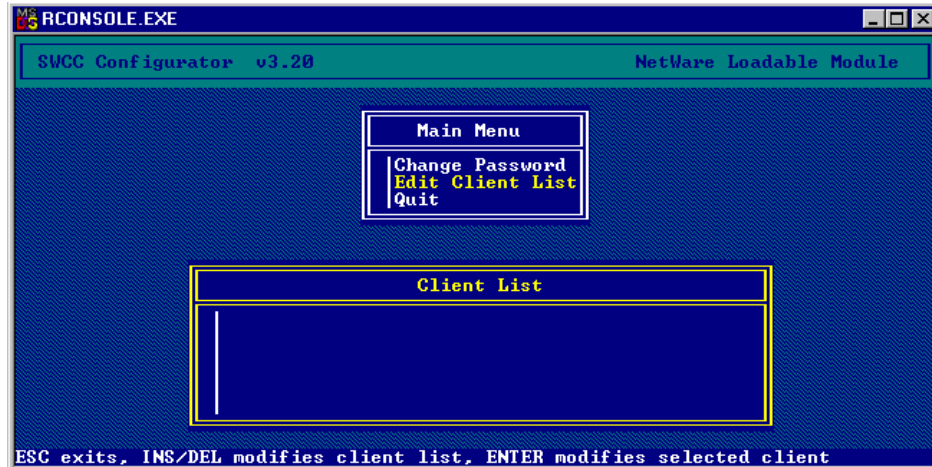 RCONSOLE.EXE
SWCC Configurator v3.20 NetWare Loadable Module
Main Menu
Change Password
Edit Client List
Quit
Client List
ESC exits, INS/DEL modifies client list, ENTER modifies selected client